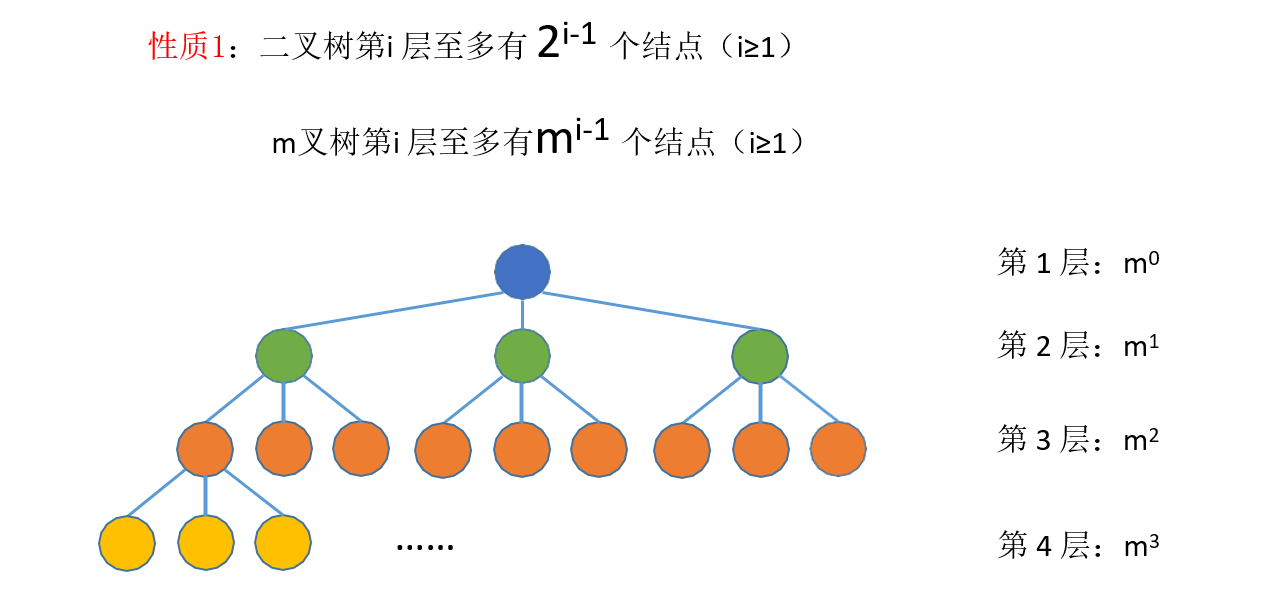 性质1：二叉树第i 层至多有 2^{i-1} 个结点（i≥1）
m叉树第i 层至多有m^{i-1} 个结点（i≥1）
第 1 层：m⁰
第 2 层：m¹
第 3 层：m²
……
第 4 层：m³